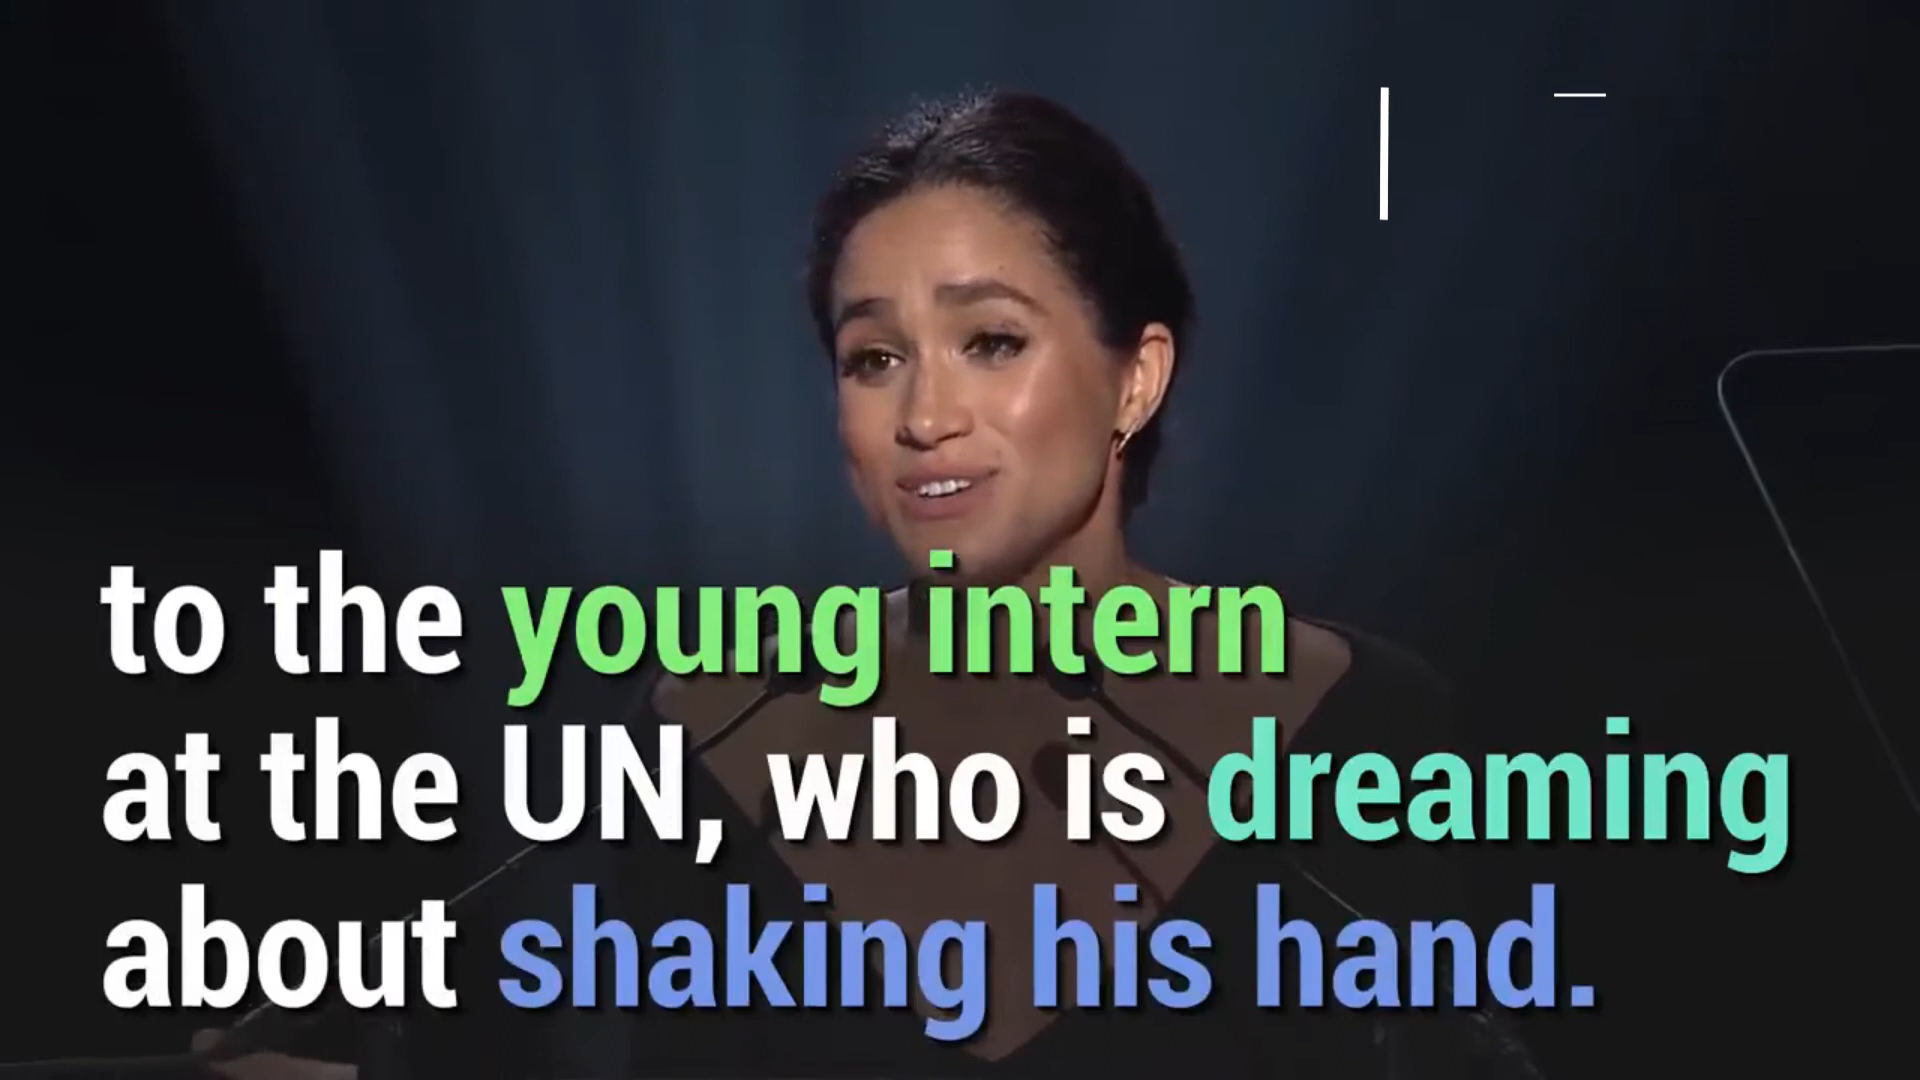 to the young intern
at the UN, who is dreaming
about shaking his hand.